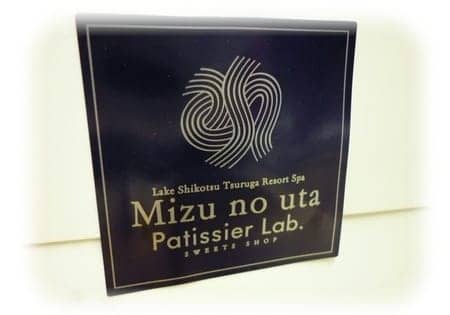 Lake Shikotsu Tsuruga Resort Spa
Mizu no uta
Patissier Lab.
SWEETS SHOP